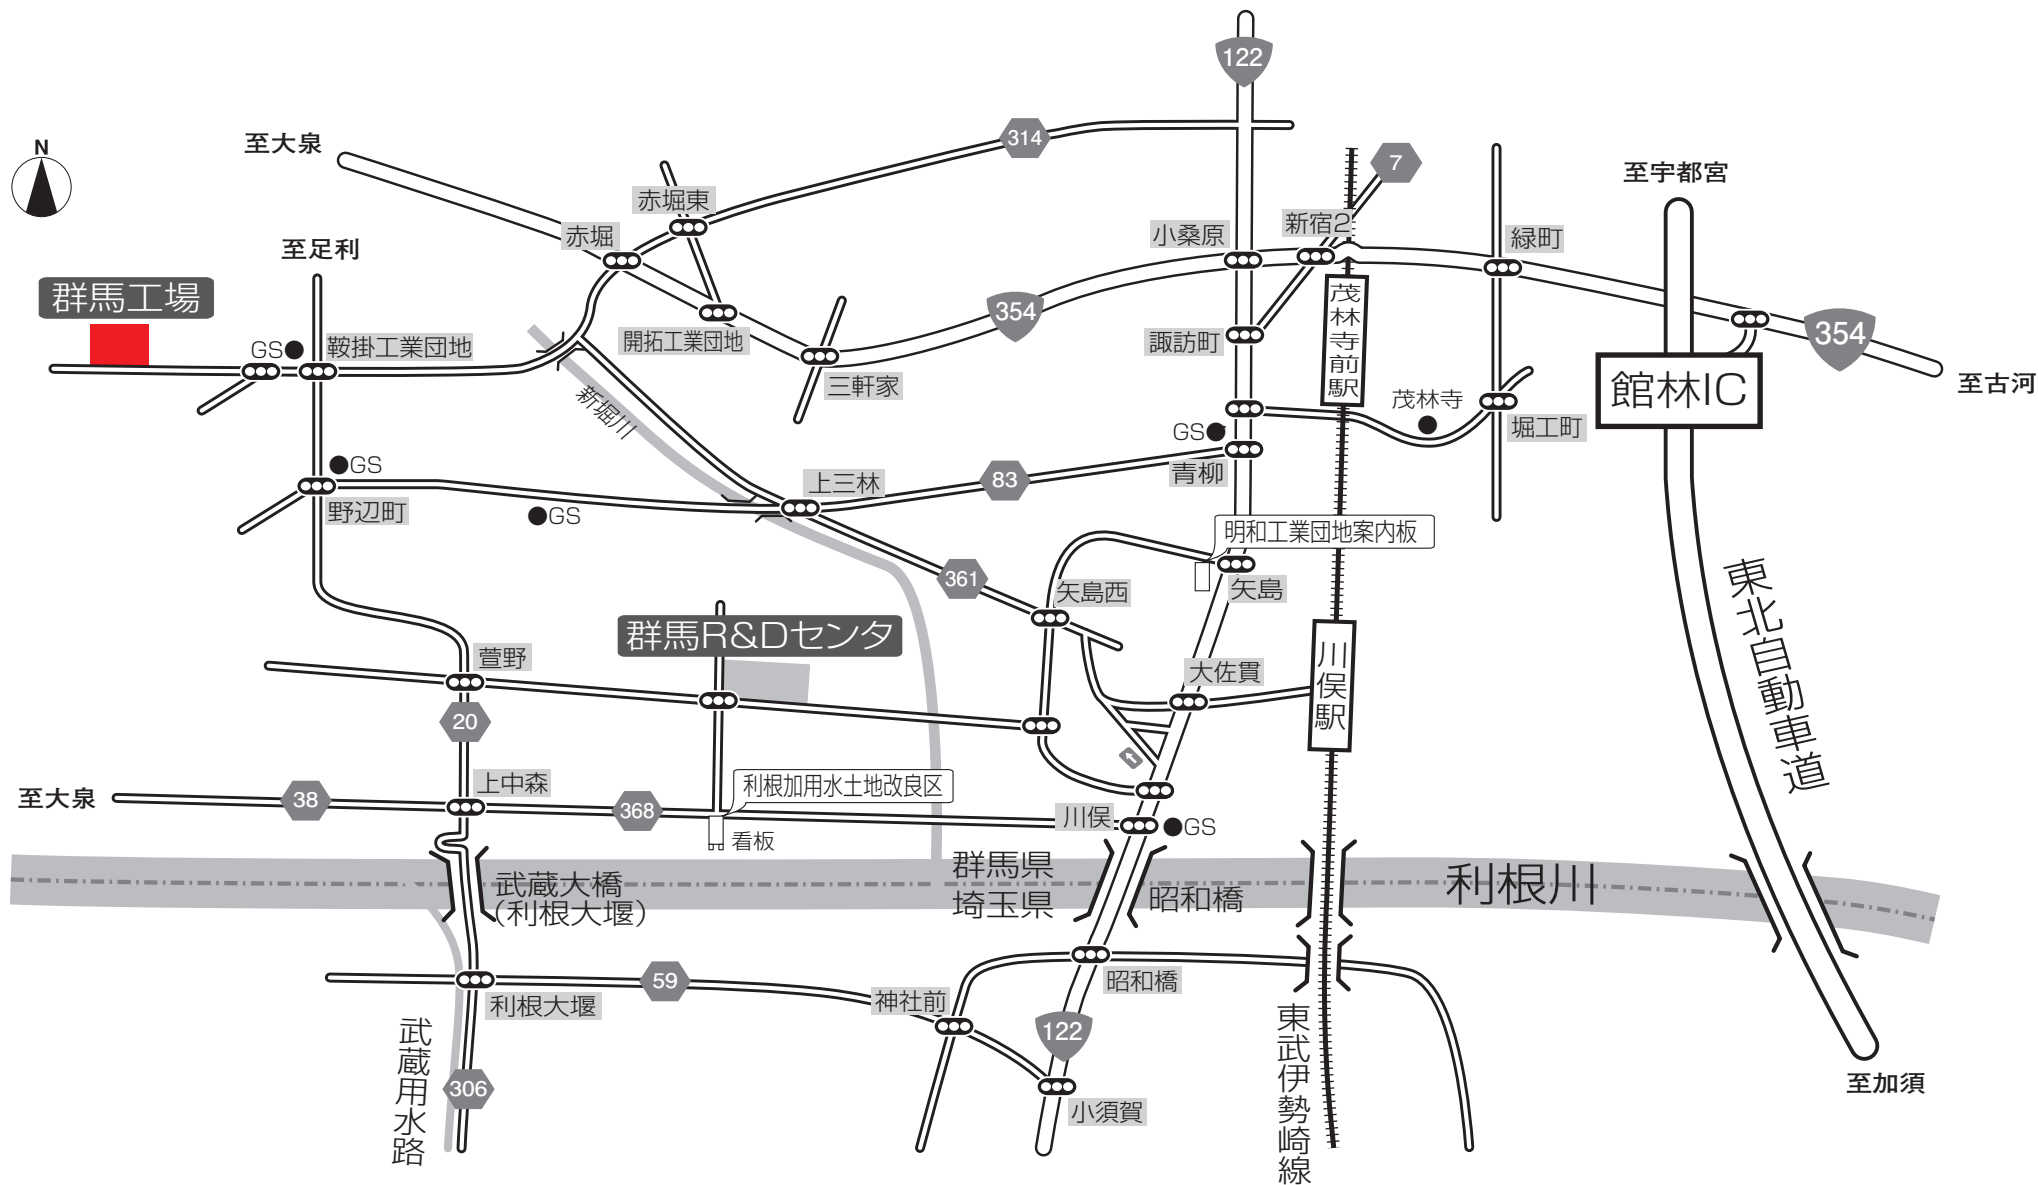 122
N
至大泉
314
7
至宇都宮
赤堀東
新宿2
小桑原
緑町
赤堀
至足利
群馬工場
茂林寺前駅
354
354
開拓工業団地
諏訪町
GS
鞍掛工業団地
三軒家
館林IC
至古河
新堀川
茂林寺
堀工町
GS
青柳
GS
83
上三林
野辺町
GS
明和工業団地案内板
361
矢島西
矢島
東北自動車道
群馬R&Dセンタ
萱野
大佐貫
川俣駅
20
利根加用水土地改良区
上中森
至大泉
38
368
川俣
GS
看板
群馬県
埼玉県
武蔵大橋
(利根大堰)
昭和橋
利根川
59
昭和橋
利根大堰
神社前
122
武蔵用水路
東武伊勢崎線
306
小須賀
至加須